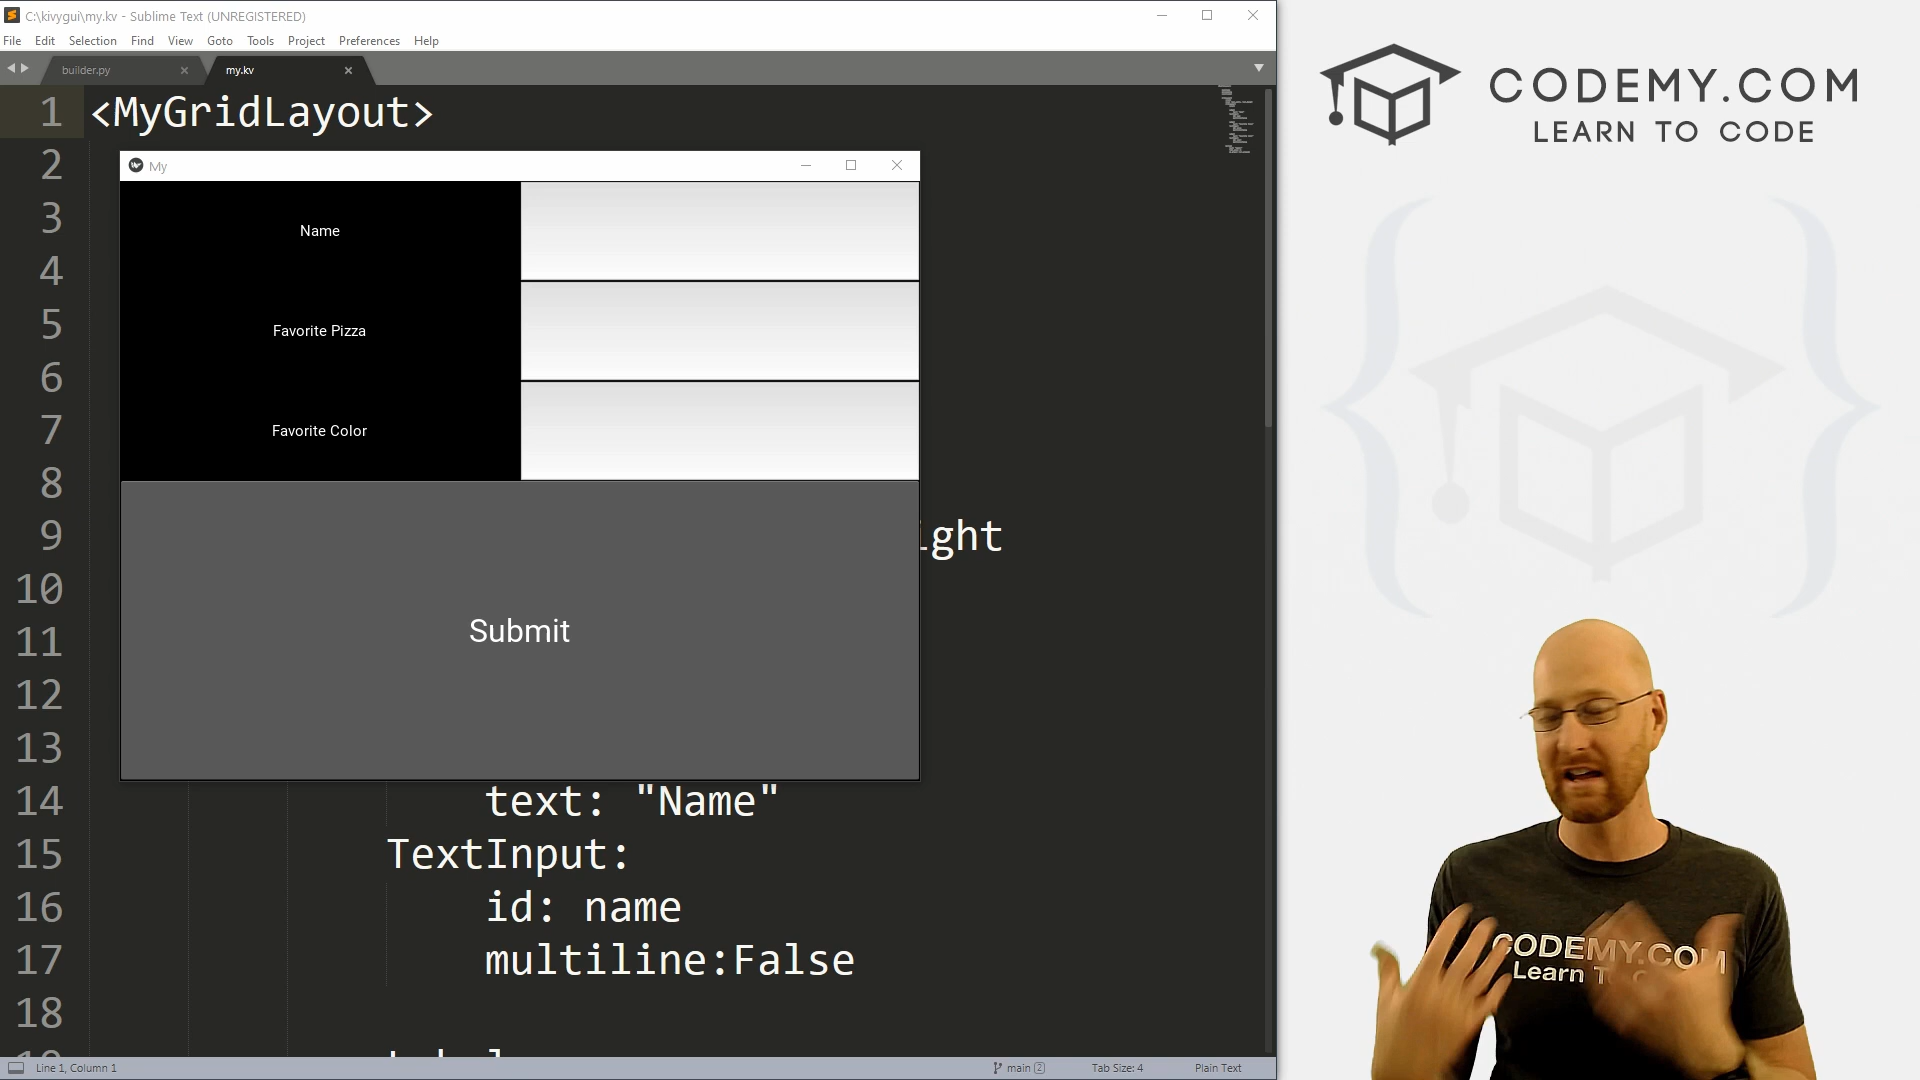 C:\kivygui\my.kv - Sublime Text (UNREGISTERED)
File Edit Selection Find View Goto Tools Project Preferences Help
builder.py
my.kv
1 <MyGridLayout>
2
3
4
5
6
7
8
9 ight
10
11
12
13
14 text: "Name"
15 TextInput:
16 id: name
17 multiline:False
18
My
Name
Favorite Pizza
Favorite Color
Submit
Line 1, Column 1
main 2
Tab Size: 4
Plain Text
CODEMY.COM
LEARN TO CODE
CODEMY.COM
Learn